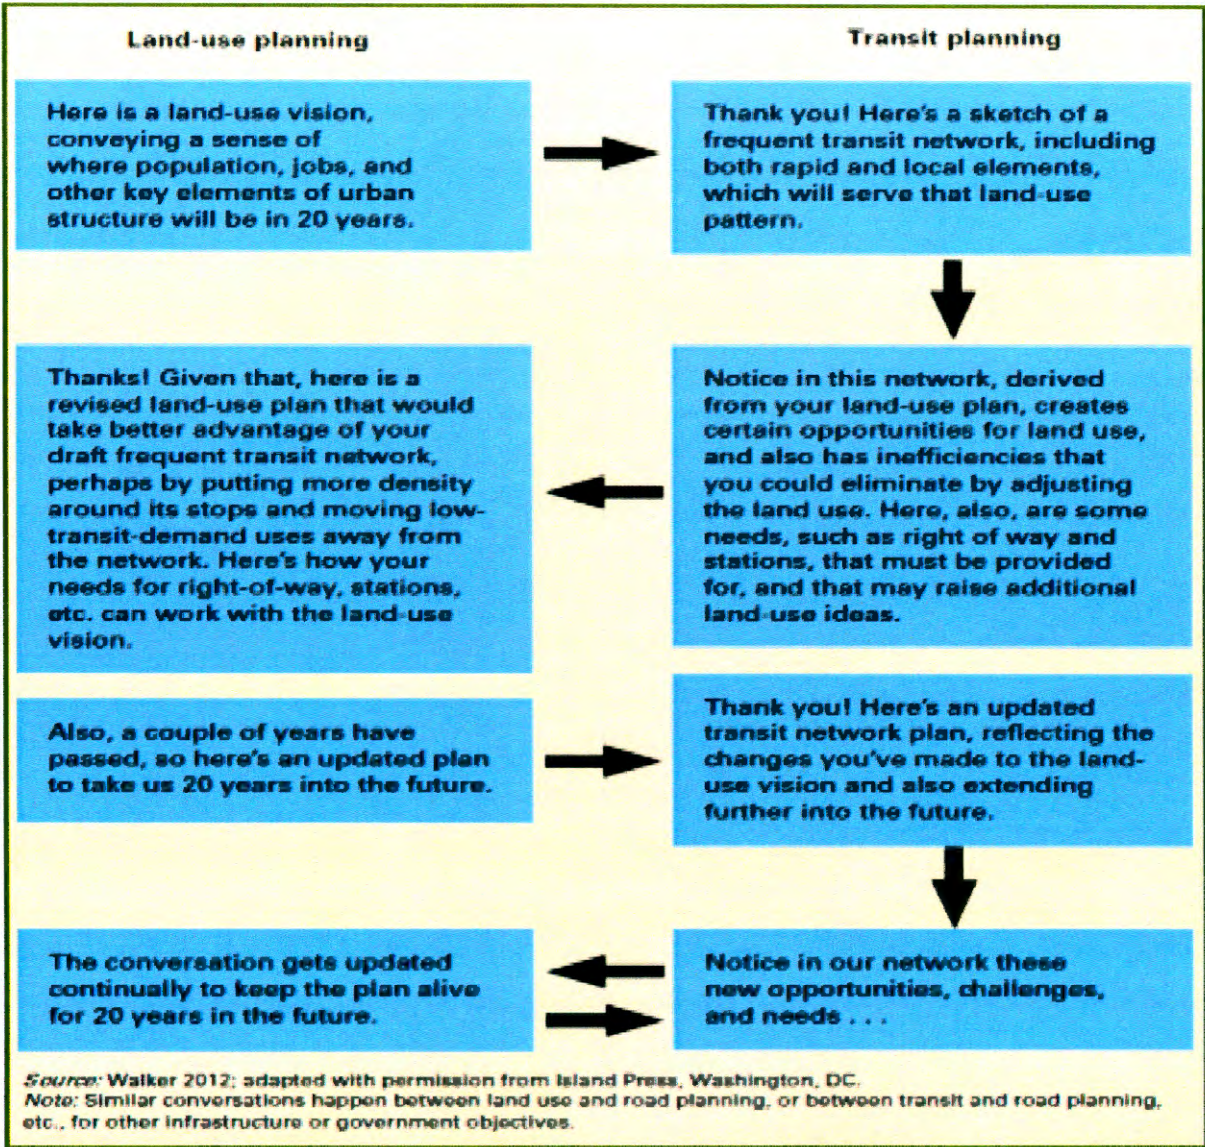 Land-use planning
Transit planning
Here is a land-use vision,
conveying a sense of
where population, jobs, and
other key elements of urban
structure will be in 20 years.
Thank you! Here's a sketch of a
frequent transit network, including
both rapid and local elements,
which will serve that land-use
pattern.
Notice in this network, derived
from your land-use plan, creates
certain opportunities for land use,
and also has inefficiencies that
you could eliminate by adjusting
the land use. Here, also, are some
needs, such as right of way and
stations, that must be provided
for, and that may raise additional
land-use ideas.
Thanks! Given that, here is a
revised land-use plan that would
take better advantage of your
draft frequent transit network,
perhaps by putting more density
around its stops and moving low-
transit-demand uses away from
the network. Here's how your
needs for right-of-way, stations,
etc. can work with the land-use
vision.
Also, a couple of years have
passed, so here's an updated plan
to take us 20 years into the future.
Thank you! Here's an updated
transit network plan, reflecting the
changes you've made to the land-
use vision and also extending
further into the future.
Notice in our network these
new opportunities, challenges,
and needs . . .
The conversation gets updated
continually to keep the plan alive
for 20 years in the future.
Source: Walker 2012; adapted with permission from Island Press, Washington, DC.
Note: Similar conversations happen between land use and road planning, or between transit and road planning,
etc., for other infrastructure or government objectives.